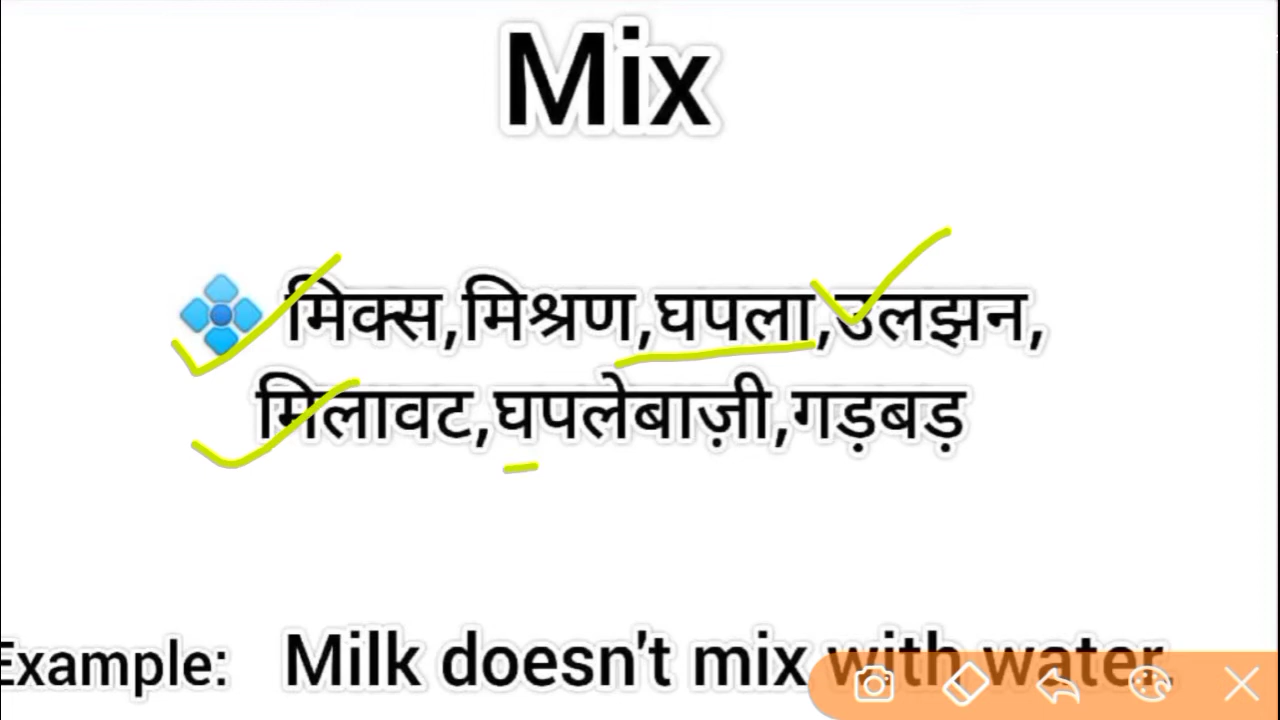 Mix
मिक्स,मिश्रण,घपला,उलझन,
मिलावट,घपलेबाज़ी,गड़बड़
Example: Milk doesn't mix with water.